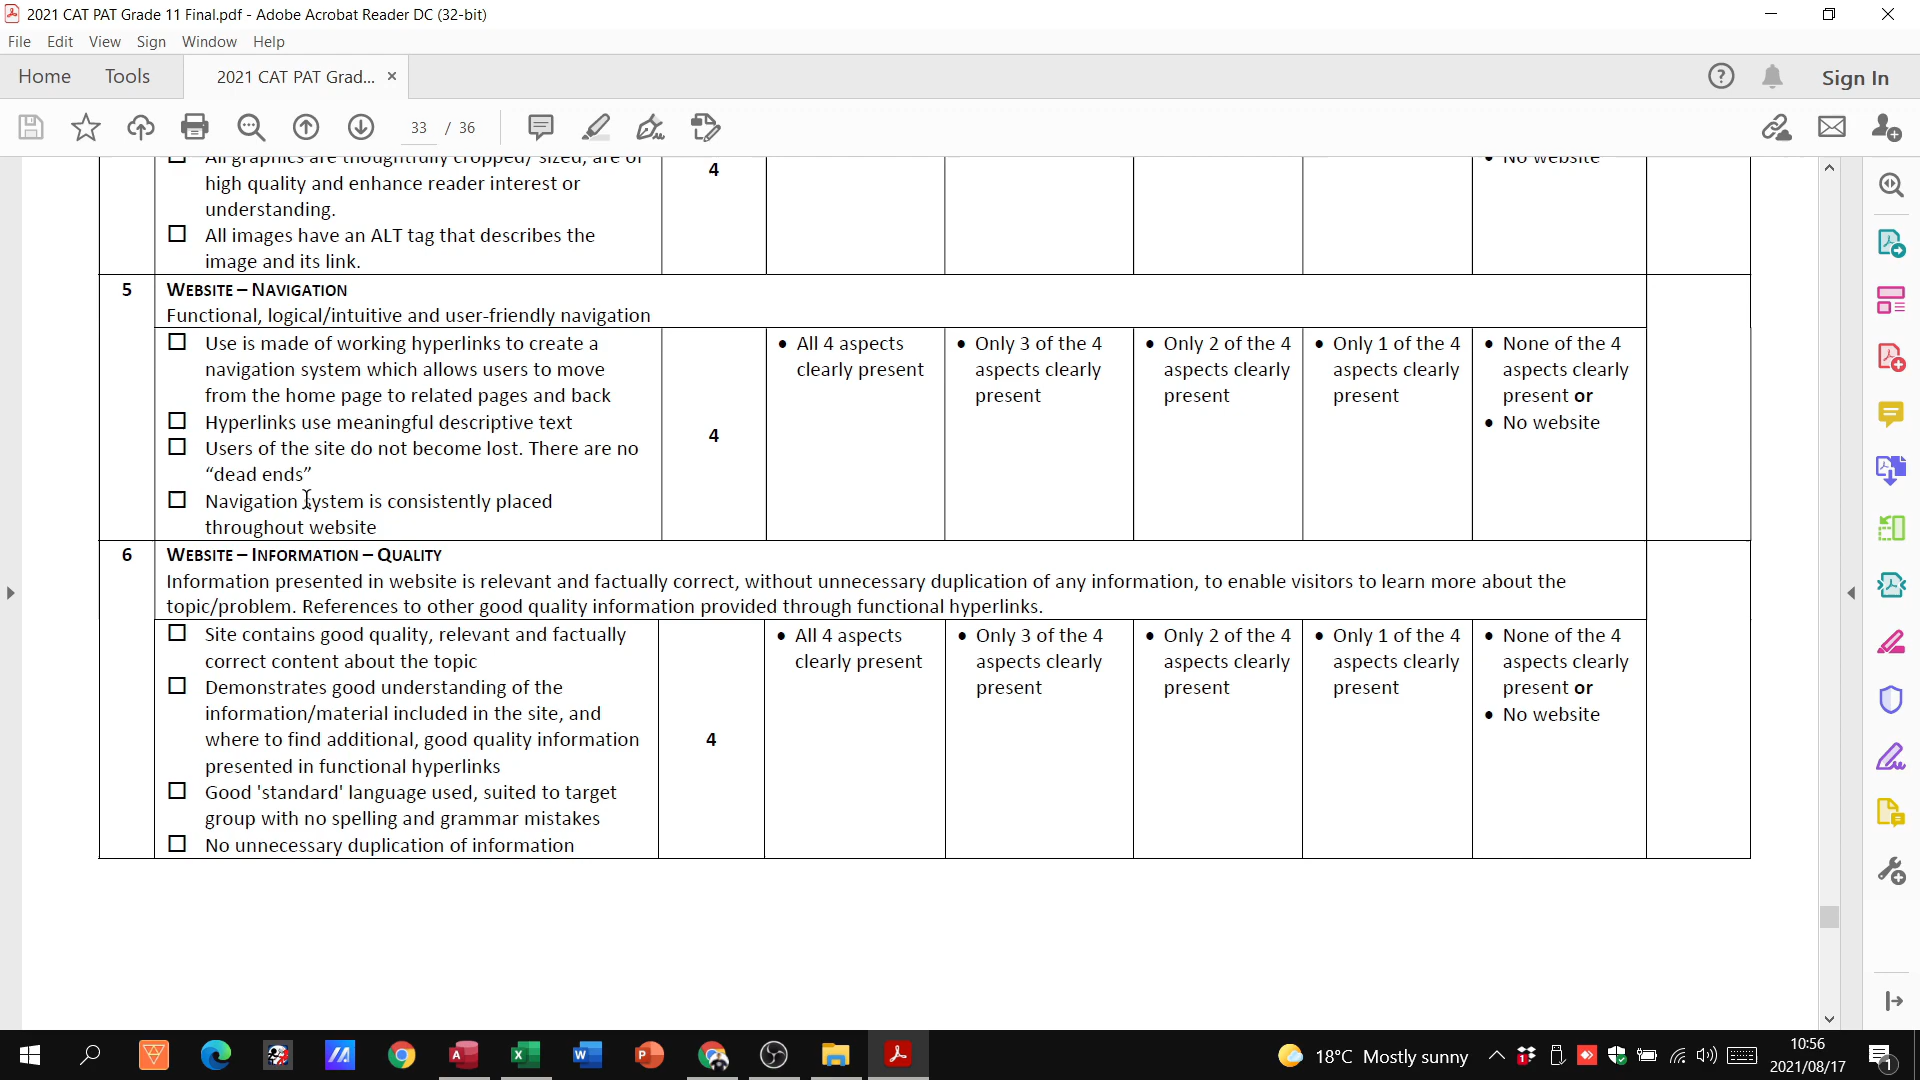 2021 CAT PAT Grade 11 Final.pdf - Adobe Acrobat Reader DC (32-bit)
File Edit View Sign Window Help
Home Tools 2021 CAT PAT Grad... × Sign In
33 / 36
All graphics are thoughtfully cropped/ sized, are of
high quality and enhance reader interest or
understanding.
All images have an ALT tag that describes the
image and its link.
4
• No website
5 WEBSITE – NAVIGATION
Functional, logical/intuitive and user-friendly navigation
Use is made of working hyperlinks to create a
navigation system which allows users to move
from the home page to related pages and back
Hyperlinks use meaningful descriptive text
Users of the site do not become lost. There are no
“dead ends”
Navigation system is consistently placed
throughout website
4
• All 4 aspects
clearly present
• Only 3 of the 4
aspects clearly
present
• Only 2 of the 4
aspects clearly
present
• Only 1 of the 4
aspects clearly
present
• None of the 4
aspects clearly
present or
• No website
6 WEBSITE – INFORMATION – QUALITY
Information presented in website is relevant and factually correct, without unnecessary duplication of any information, to enable visitors to learn more about the
topic/problem. References to other good quality information provided through functional hyperlinks.
Site contains good quality, relevant and factually
correct content about the topic
Demonstrates good understanding of the
information/material included in the site, and
where to find additional, good quality information
presented in functional hyperlinks
Good 'standard' language used, suited to target
group with no spelling and grammar mistakes
No unnecessary duplication of information
4
• All 4 aspects
clearly present
• Only 3 of the 4
aspects clearly
present
• Only 2 of the 4
aspects clearly
present
• Only 1 of the 4
aspects clearly
present
• None of the 4
aspects clearly
present or
• No website
18°C Mostly sunny
10:56
2021/08/17
1